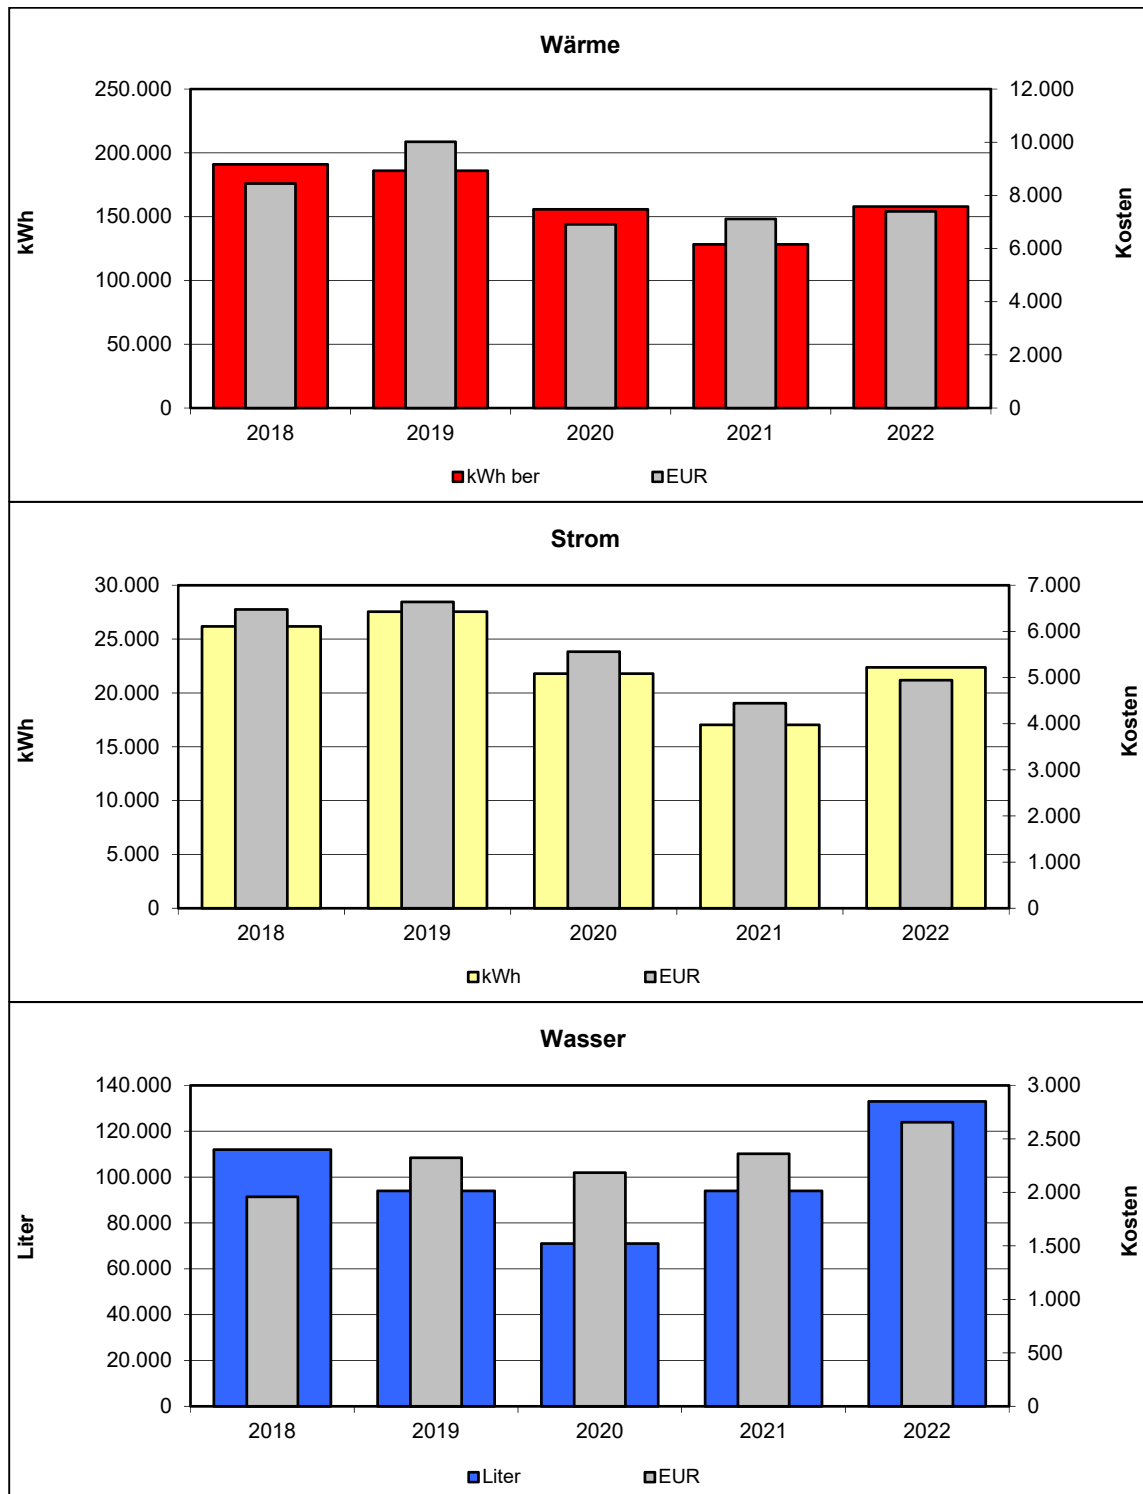 Wärme
250.000 12.000
200.000 10.000
150.000 8.000
100.000 6.000
50.000 4.000
0 2.000
0
kWh
Kosten
2018 2019 2020 2021 2022
kWh ber EUR
Strom
30.000 7.000
25.000 6.000
20.000 5.000
15.000 4.000
10.000 3.000
5.000 2.000
0 1.000
0
kWh
Kosten
2018 2019 2020 2021 2022
kWh EUR
Wasser
140.000 3.000
120.000 2.500
100.000 2.000
80.000 1.500
60.000 1.000
40.000 500
20.000 0
0
Liter
Kosten
2018 2019 2020 2021 2022
Liter EUR